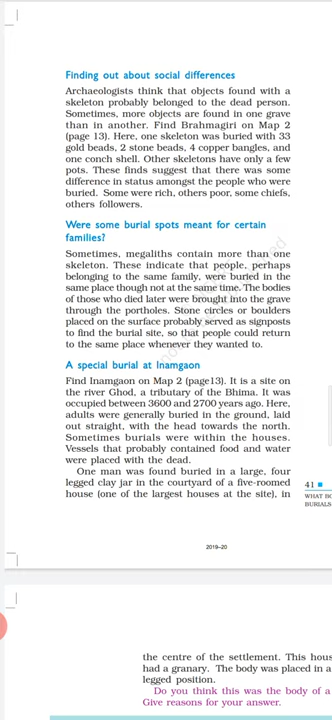 Finding out about social differences
Archaeologists think that objects found with a
skeleton probably belonged to the dead person.
Sometimes, more objects are found in one grave
than in another. Find Brahmagiri on Map 2
(page 13). Here, one skeleton was buried with 33
gold beads, 2 stone beads, 4 copper bangles, and
one conch shell. Other skeletons have only a few
pots. These finds suggest that there was some
difference in status amongst the people who were
buried. Some were rich, others poor, some chiefs,
others followers.
Were some burial spots meant for certain
families?
Sometimes, megaliths contain more than one
skeleton. These indicate that people, perhaps
belonging to the same family, were buried in the
same place though not at the same time. The bodies
of those who died later were brought into the grave
through the portholes. Stone circles or boulders
placed on the surface probably served as signposts
to find the burial site, so that people could return
to the same place whenever they wanted to.
A special burial at Inamgaon
Find Inamgaon on Map 2 (page13). It is a site on
the river Ghod, a tributary of the Bhima. It was
occupied between 3600 and 2700 years ago. Here,
adults were generally buried in the ground, laid
out straight, with the head towards the north.
Sometimes burials were within the houses.
Vessels that probably contained food and water
were placed with the dead.
One man was found buried in a large, four
legged clay jar in the courtyard of a five-roomed
house (one of the largest houses at the site), in
41
WHAT BO
BURIALS
2019–20
the centre of the settlement. This hous
had a granary. The body was placed in a
legged position.
Do you think this was the body of a
Give reasons for your answer.